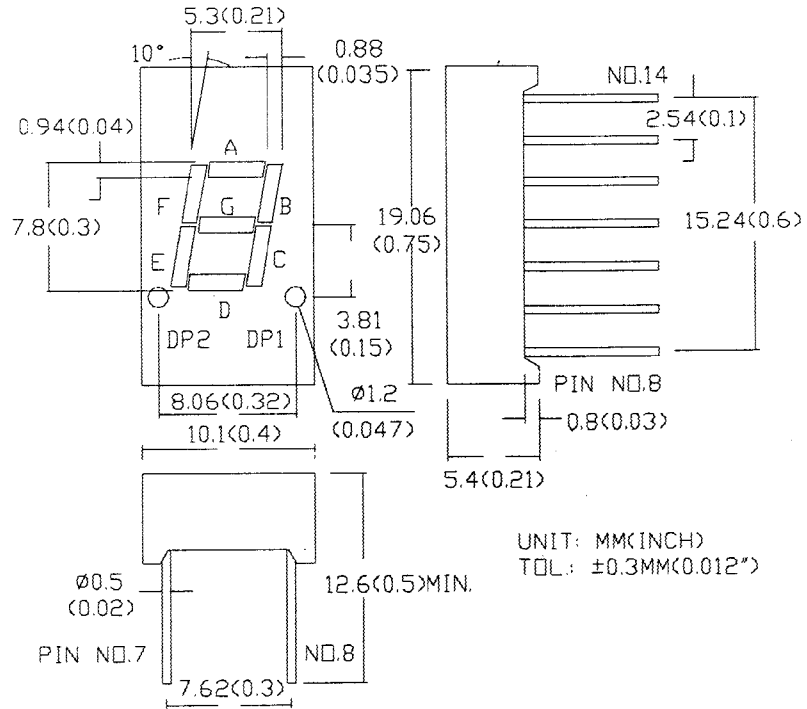 5.3(0.21)
10°
0.88
(0.035)
NO.14
0.94(0.04)
2.54(0.1)
A
F
G
B
7.8(0.3)
19.06
(0.75)
15.24(0.6)
E
C
D
3.81
(0.15)
DP2
DP1
PIN NO.8
8.06(0.32)
Ø1.2
(0.047)
0.8(0.03)
10.1(0.4)
5.4(0.21)
UNIT: MM(INCH)
TOL.: ±0.3MM(0.012")
Ø0.5
(0.02)
12.6(0.5)MIN.
PIN NO.7
NO.8
7.62(0.3)